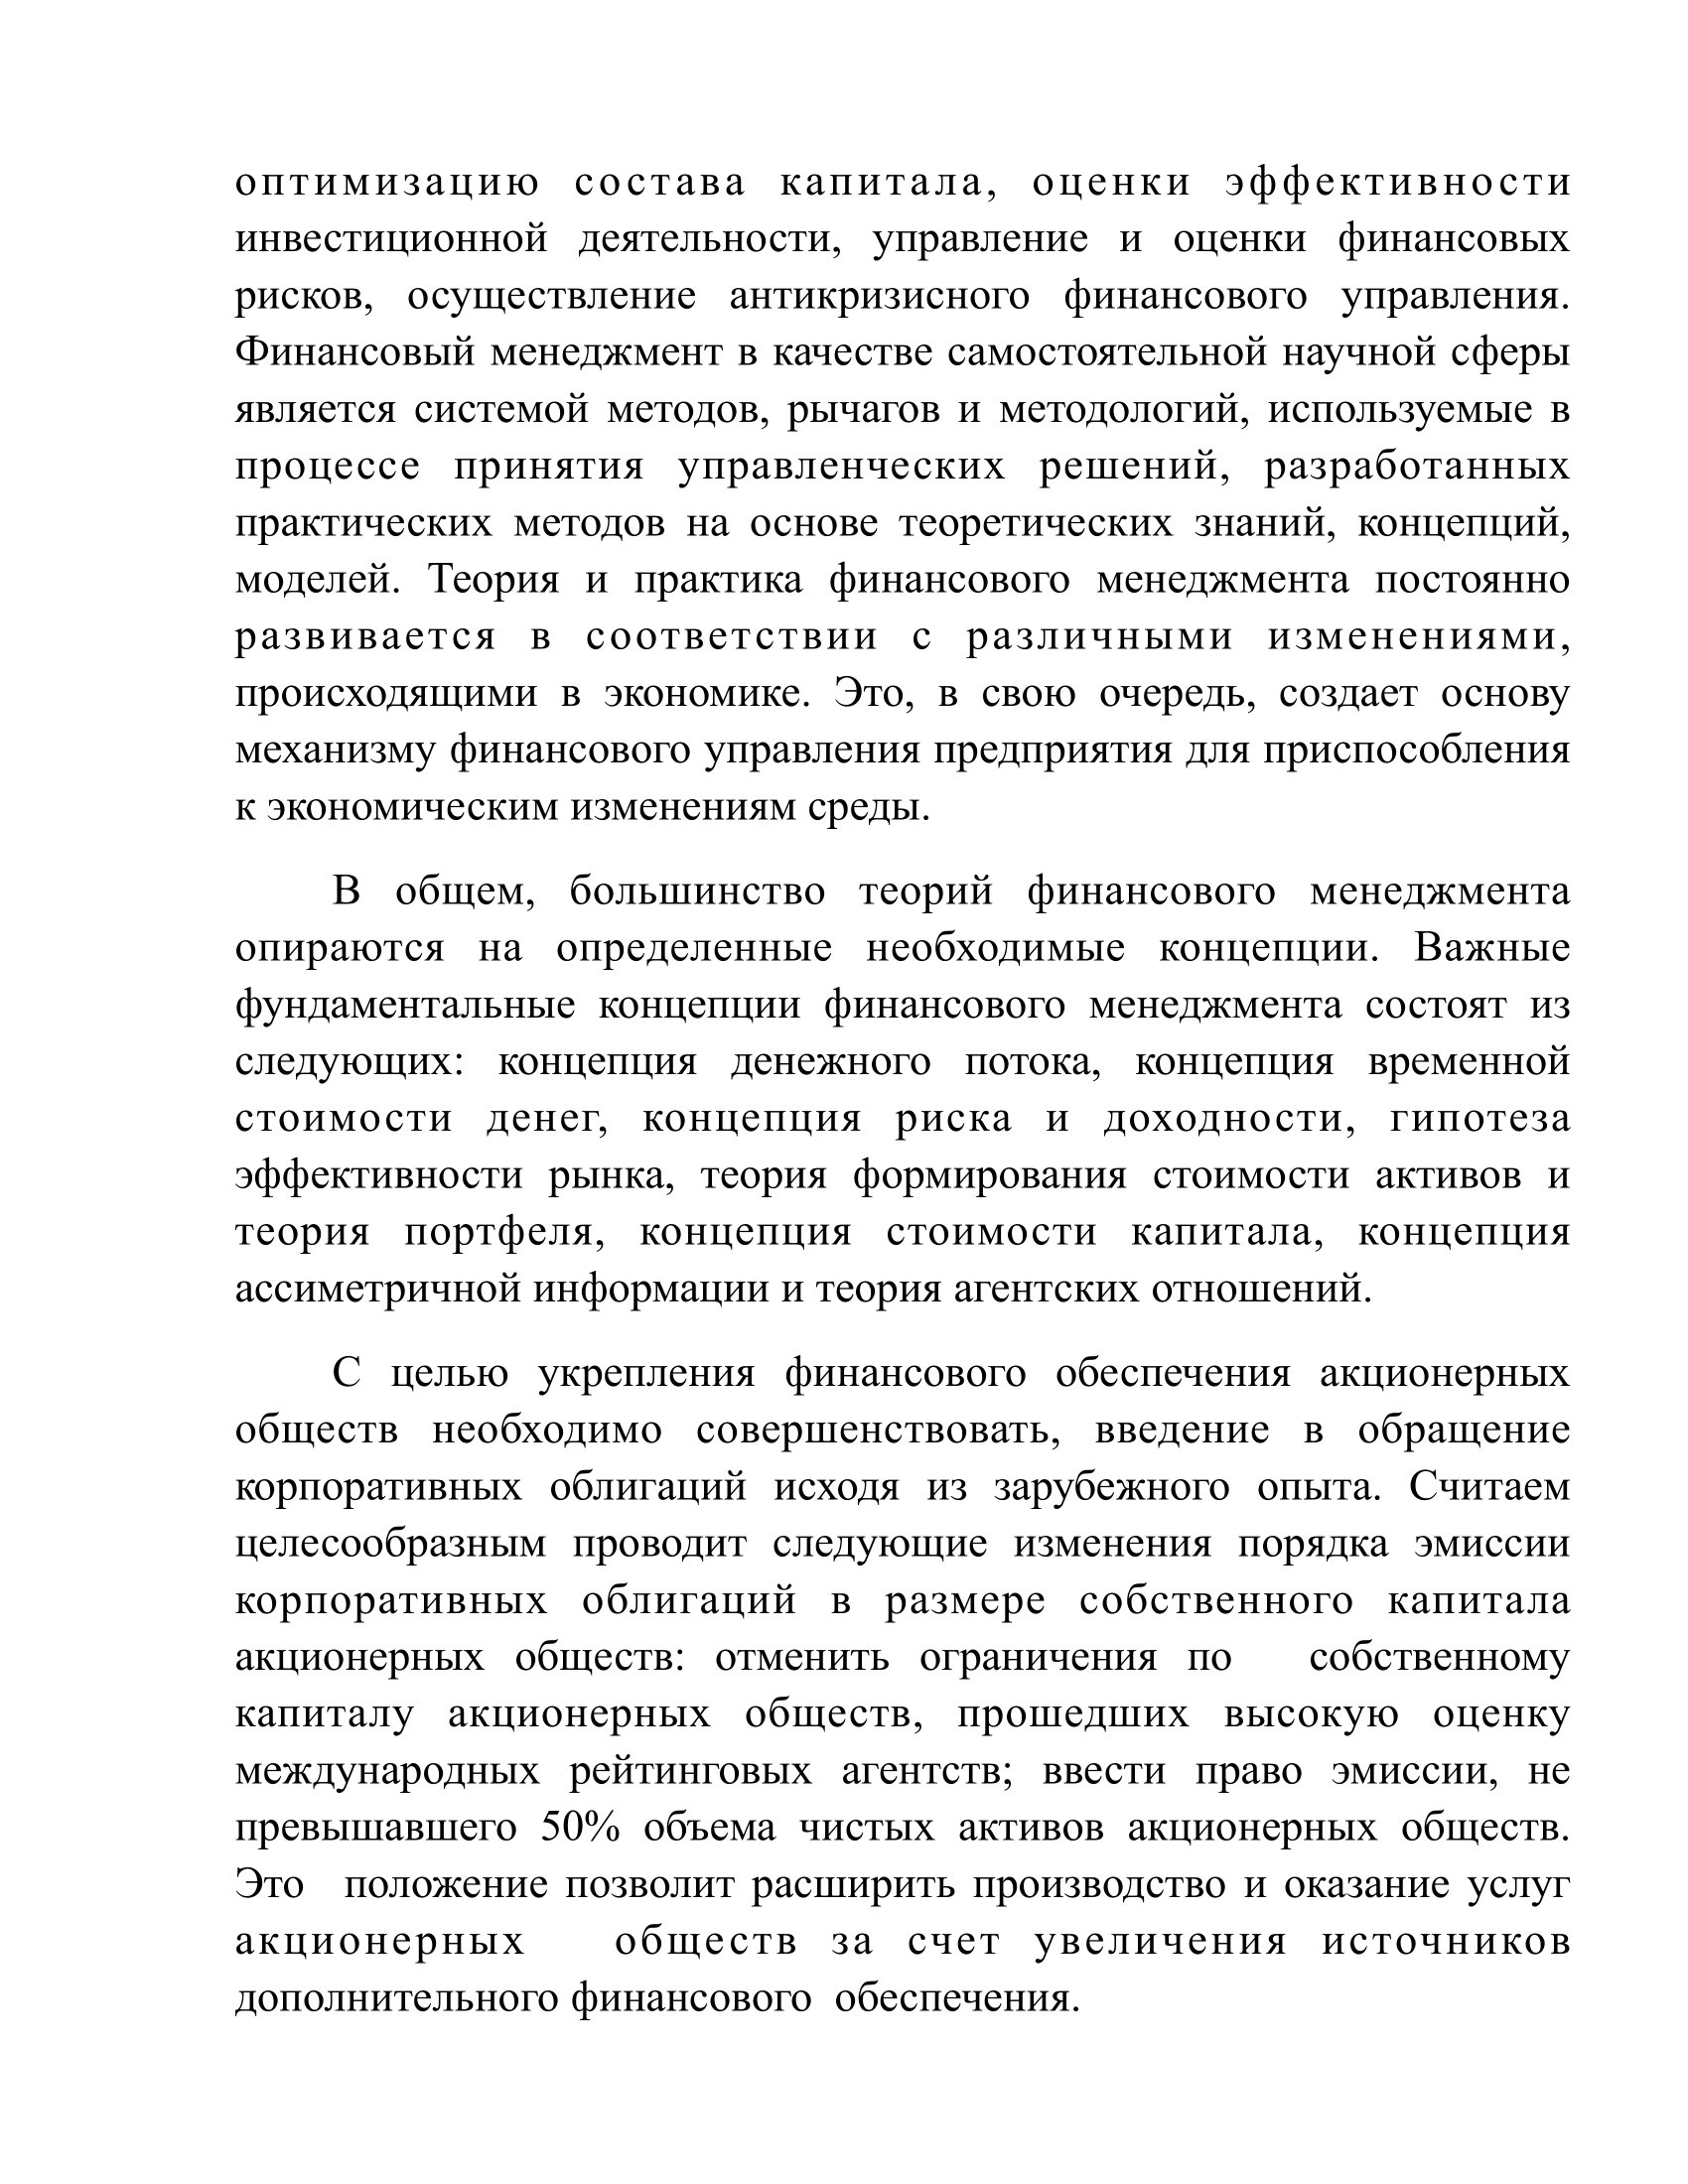 оптимизацию состава капитала, оценки эффективности
инвестиционной деятельности, управление и оценки финансовых
рисков, осуществление антикризисного финансового управления.
Финансовый менеджмент в качестве самостоятельной научной сферы
является системой методов, рычагов и методологий, используемые в
процессе принятия управленческих решений, разработанных
практических методов на основе теоретических знаний, концепций,
моделей. Теория и практика финансового менеджмента постоянно
развивается в соответствии с различными изменениями,
происходящими в экономике. Это, в свою очередь, создает основу
механизму финансового управления предприятия для приспособления
к экономическим изменениям среды.
В общем, большинство теорий финансового менеджмента
опираются на определенные необходимые концепции. Важные
фундаментальные концепции финансового менеджмента состоят из
следующих: концепция денежного потока, концепция временной
стоимости денег, концепция риска и доходности, гипотеза
эффективности рынка, теория формирования стоимости активов и
теория портфеля, концепция стоимости капитала, концепция
ассиметричной информации и теория агентских отношений.
С целью укрепления финансового обеспечения акционерных
обществ необходимо совершенствовать, введение в обращение
корпоративных облигаций исходя из зарубежного опыта. Считаем
целесообразным проводит следующие изменения порядка эмиссии
корпоративных облигаций в размере собственного капитала
акционерных обществ: отменить ограничения по собственному
капиталу акционерных обществ, прошедших высокую оценку
международных рейтинговых агентств; ввести право эмиссии, не
превышавшего 50% объема чистых активов акционерных обществ.
Это положение позволит расширить производство и оказание услуг
акционерных обществ за счет увеличения источников
дополнительного финансового обеспечения.